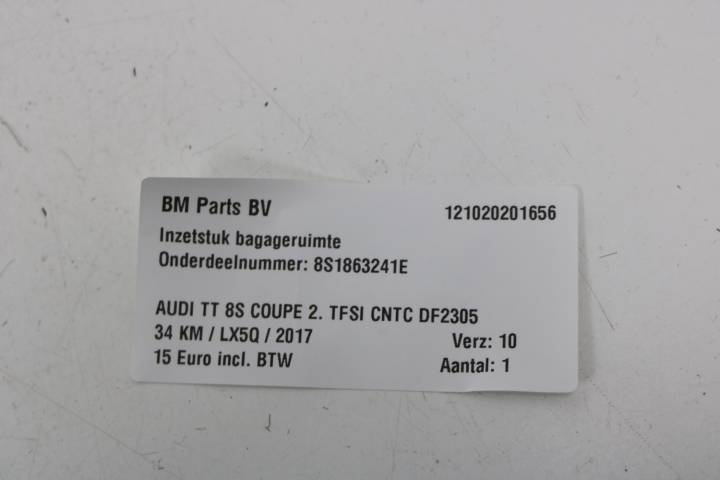 BM Parts BV 121020201656
Inzetstuk bagageruimte
Onderdeelnummer: 8S1863241E
AUDI TT 8S COUPE 2. TFSI CNTC DF2305
34 KM / LX5Q / 2017 Verz: 10
15 Euro incl. BTW Aantal: 1